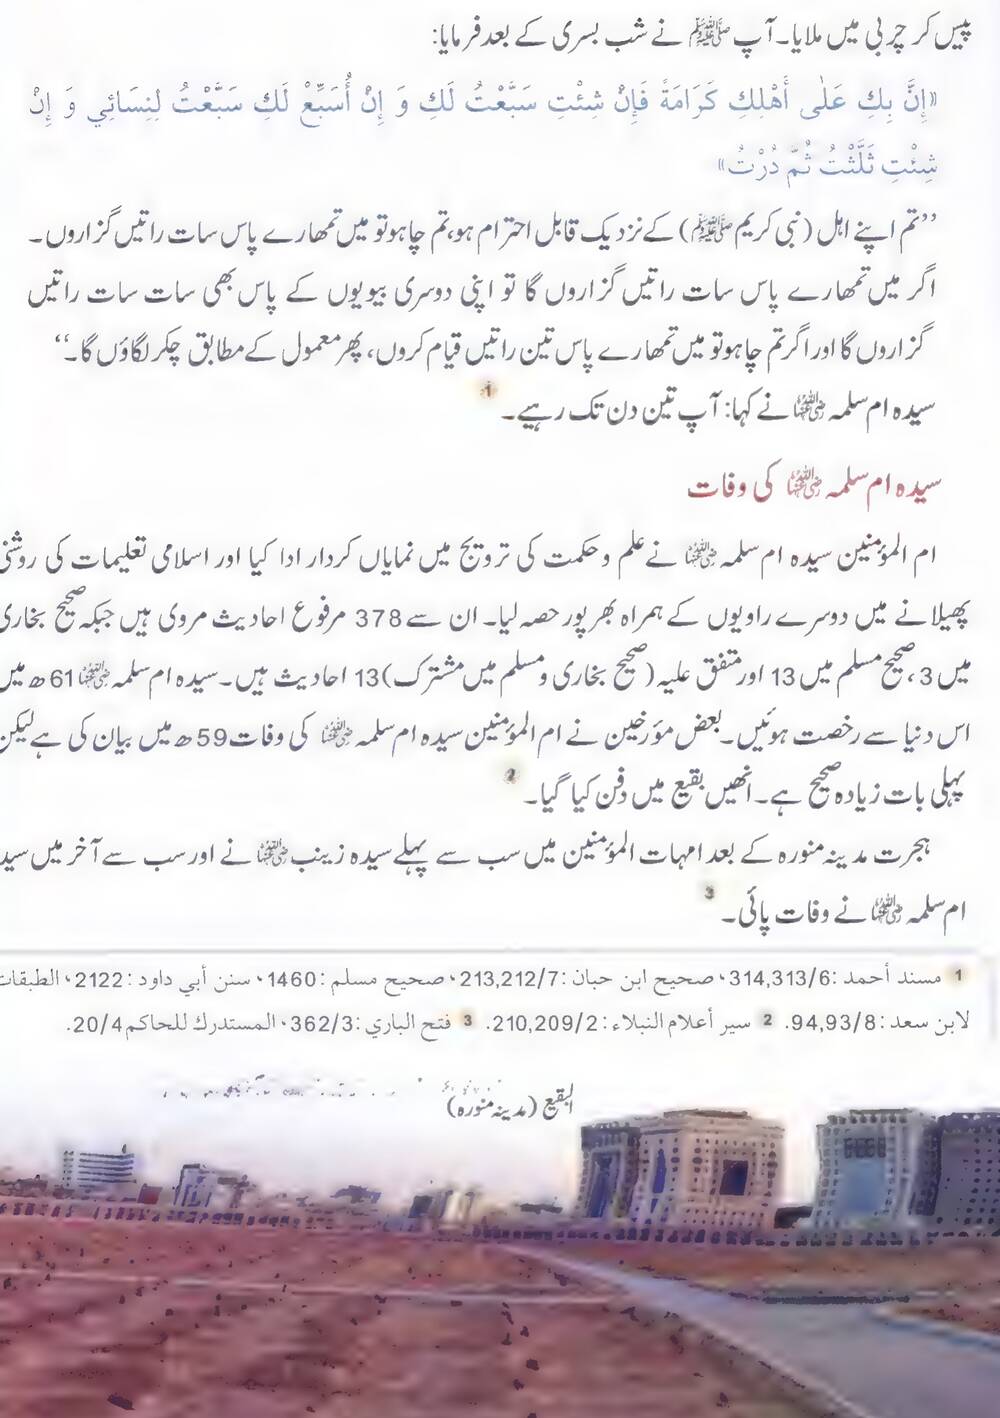 پیس کر چربی میں ملایا۔ آپ ﷺ نے شب بسری کے بعد فرمایا:
«إِنَّ بِكِ عَلٰى أَهْلِكِ كَرَامَةً فَإِنْ شِئْتِ سَبَّعْتُ لَكِ وَ إِنْ أُسَبِّعْ لَكِ سَبَّعْتُ لِنِسَائِي وَ إِنْ
شِئْتِ ثَلَّثْتُ ثُمَّ دُرْتُ»
’’تم اپنے اہل (نبی کریم ﷺ) کے نزدیک قابل احترام ہو، تم چاہو تو میں تمھارے پاس سات راتیں گزاروں۔
اگر میں تمھارے پاس سات راتیں گزاروں گا تو اپنی دوسری بیویوں کے پاس بھی سات سات راتیں
گزاروں گا اور اگر تم چاہو تو میں تمھارے پاس تین راتیں قیام کروں، پھر معمول کے مطابق چکر لگاؤں گا۔‘‘
سیدہ ام سلمہ رضی اللہ عنہا نے کہا: آپ تین دن تک رہیے۔ 1
سیدہ ام سلمہ رضی اللہ عنہا کی وفات
ام المؤمنین سیدہ ام سلمہ رضی اللہ عنہا نے علم و حکمت کی ترویج میں نمایاں کردار ادا کیا اور اسلامی تعلیمات کی روشنی
پھیلانے میں دوسرے راویوں کے ہمراہ بھرپور حصہ لیا۔ ان سے 378 مرفوع احادیث مروی ہیں جبکہ صحیح بخاری
میں 3، صحیح مسلم میں 13 اور متفق علیہ (صحیح بخاری و مسلم میں مشترک) 13 احادیث ہیں۔ سیدہ ام سلمہ رضی اللہ عنہا 61ھ میں
اس دنیا سے رخصت ہوئیں۔ بعض مؤرخین نے ام المؤمنین سیدہ ام سلمہ رضی اللہ عنہا کی وفات 59ھ میں بیان کی ہے لیکن
پہلی بات زیادہ صحیح ہے۔ انھیں بقیع میں دفن کیا گیا۔ 2
ہجرت مدینہ منورہ کے بعد امہات المؤمنین میں سب سے پہلے سیدہ زینب رضی اللہ عنہا نے اور سب سے آخر میں سید
ام سلمہ رضی اللہ عنہا نے وفات پائی۔ 3
1 مسند أحمد: 314,313/6، صحيح ابن حبان: 213,212/7، صحيح مسلم: 1460، سنن أبي داود: 2122، الطبقات
لابن سعد: 94,93/8. 2 سير أعلام النبلاء: 210,209/2. 3 فتح الباري: 362/3، المستدرك للحاكم: 20/4.
البقیع (مدینہ منورہ)